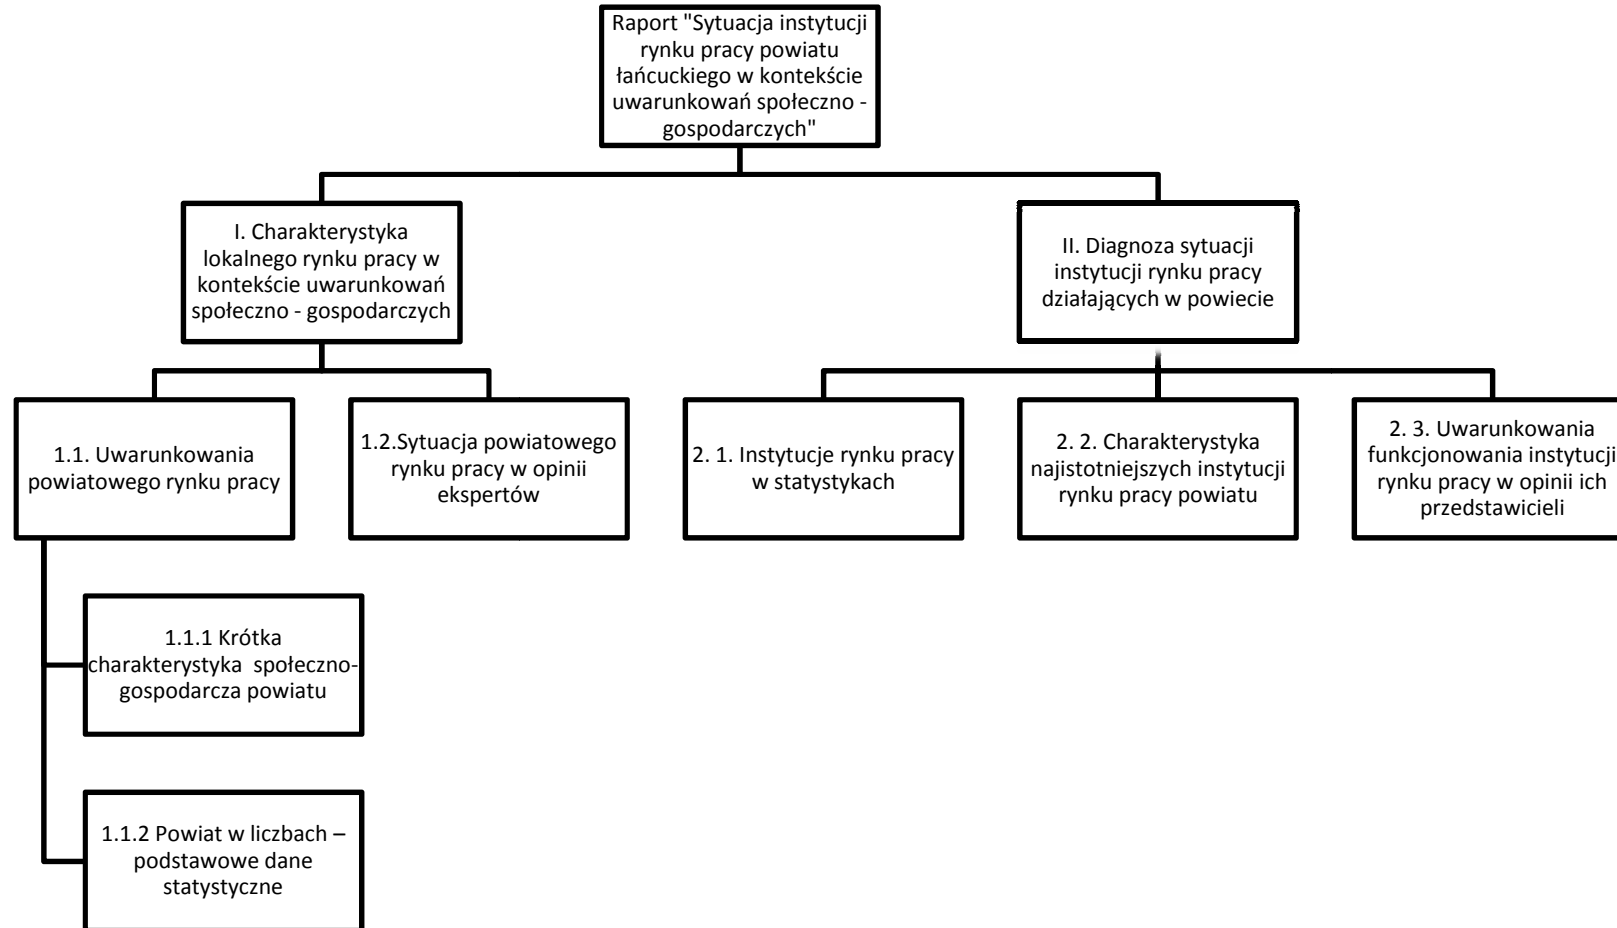 Raport "Sytuacja instytucji
rynku pracy powiatu
łańcuckiego w kontekście
uwarunkowań społeczno -
gospodarczych"
I. Charakterystyka
lokalnego rynku pracy w
kontekście uwarunkowań
społeczno - gospodarczych
II. Diagnoza sytuacji
instytucji rynku pracy
działających w powiecie
1.1. Uwarunkowania
powiatowego rynku pracy
1.2.Sytuacja powiatowego
rynku pracy w opinii
ekspertów
2. 1. Instytucje rynku pracy
w statystykach
2. 2. Charakterystyka
najistotniejszych instytucji
rynku pracy powiatu
2. 3. Uwarunkowania
funkcjonowania instytucji
rynku pracy w opinii ich
przedstawicieli
1.1.1 Krótka
charakterystyka  społeczno-
gospodarcza powiatu
1.1.2 Powiat w liczbach –
podstawowe dane
statystyczne